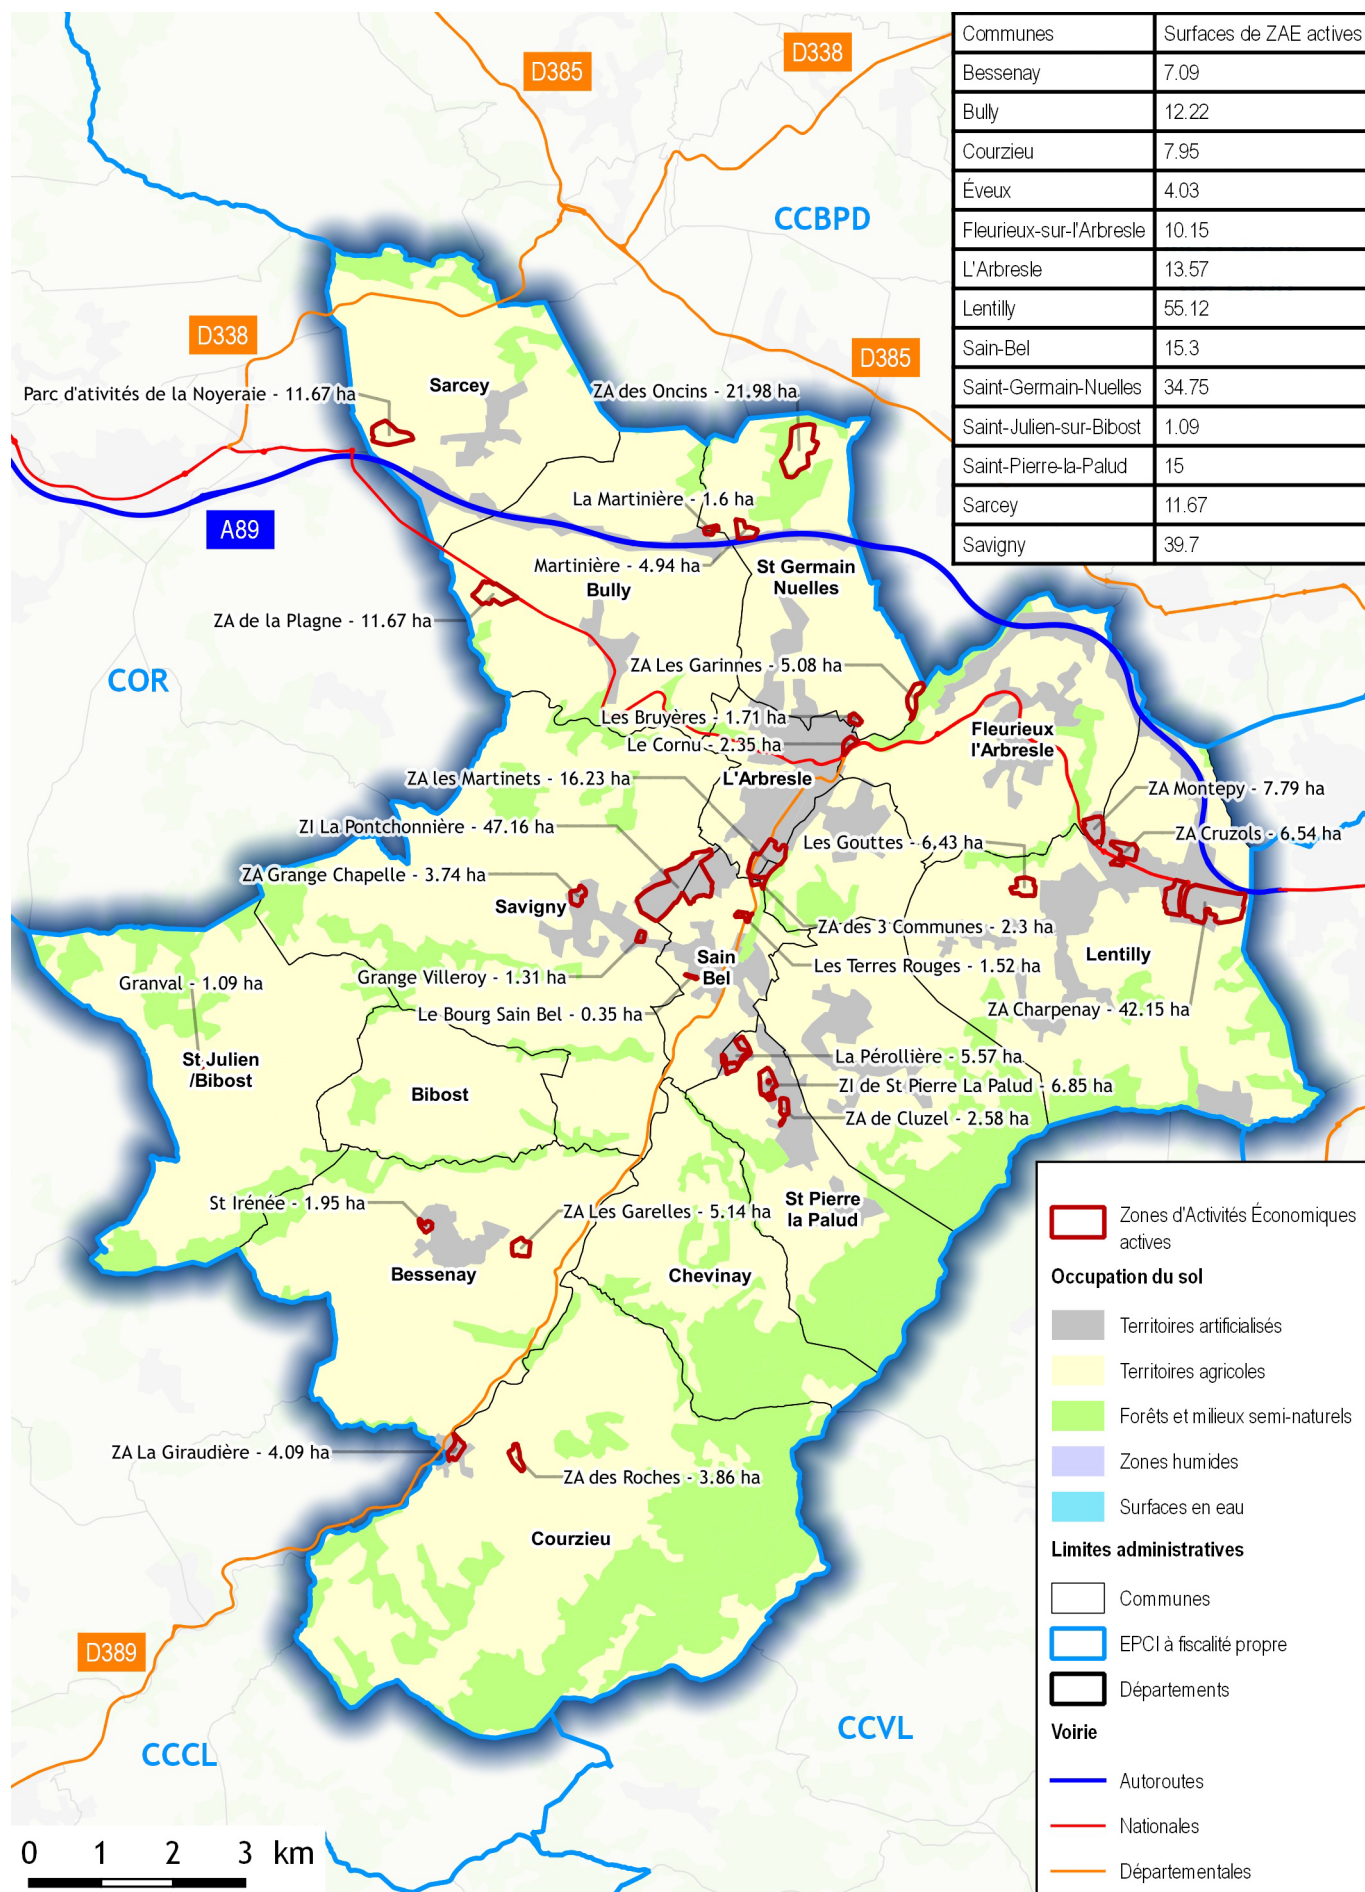 Communes Surfaces de ZAE actives
Bessenay 7.09
Bully 12.22
Courzieu 7.95
Éveux 4.03
Fleurieux-sur-l'Arbresle 10.15
L'Arbresle 13.57
Lentilly 55.12
Sain-Bel 15.3
Saint-Germain-Nuelles 34.75
Saint-Julien-sur-Bibost 1.09
Saint-Pierre-la-Palud 15
Sarcey 11.67
Savigny 39.7
D338
D385
CCBPD
D338
D385
Sarcey
Parc d'ativités de la Noyeraie - 11.67 ha
ZA des Oncins - 21.98 ha
La Martinière - 1.6 ha
A89
Martinière - 4.94 ha
St Germain
Nuelles
Bully
ZA de la Plagne - 11.67 ha
COR
ZA Les Garinnes - 5.08 ha
Les Bruyères - 1.71 ha
Le Cornu - 2.35 ha
Fleurieux
l'Arbresle
L'Arbresle
ZA les Martinets - 16.23 ha
ZA Montepy - 7.79 ha
ZI La Pontchonnière - 47.16 ha
ZA Cruzols - 6.54 ha
Les Gouttes - 6.43 ha
ZA Grange Chapelle - 3.74 ha
Savigny
ZA des 3 Communes - 2.3 ha
Lentilly
Sain
Bel
Les Terres Rouges - 1.52 ha
Grange Villeroy - 1.31 ha
Granval - 1.09 ha
ZA Charpenay - 42.15 ha
Le Bourg Sain Bel - 0.35 ha
La Pérollière - 5.57 ha
St Julien
/Bibost
ZI de St Pierre La Palud - 6.85 ha
Bibost
ZA de Cluzel - 2.58 ha
St Irénée - 1.95 ha
ZA Les Garelles - 5.14 ha
St Pierre
la Palud
Bessenay
Chevinay
ZA La Giraudière - 4.09 ha
ZA des Roches - 3.86 ha
Courzieu
D389
CCCL
CCVL
0 1 2 3 km
Zones d'Activités Économiques
actives
Occupation du sol
Territoires artificialisés
Territoires agricoles
Forêts et milieux semi-naturels
Zones humides
Surfaces en eau
Limites administratives
Communes
EPCI à fiscalité propre
Départements
Voirie
Autoroutes
Nationales
Départementales